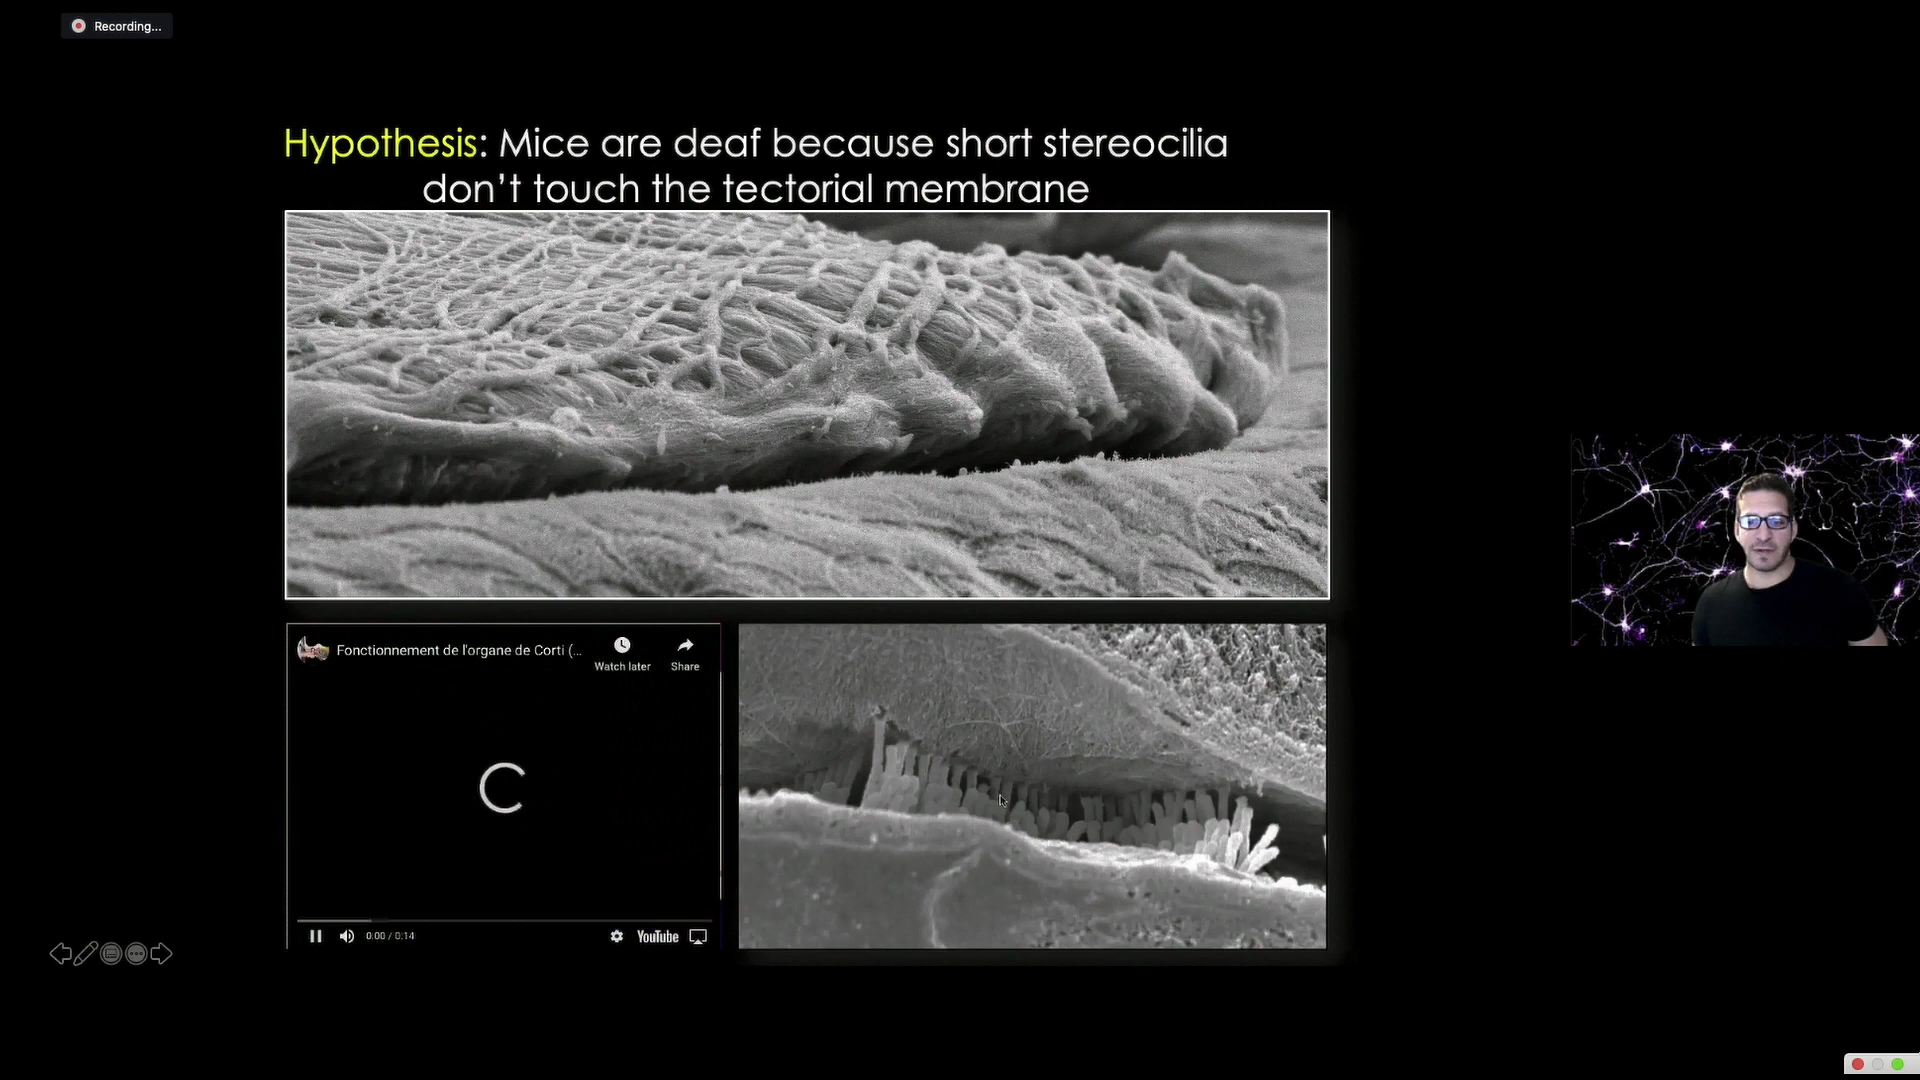 Recording...
Hypothesis: Mice are deaf because short stereocilia
don't touch the tectorial membrane
Fonctionnement de l'organe de Corti (...
Watch later
Share
0:00 / 0:14
YouTube